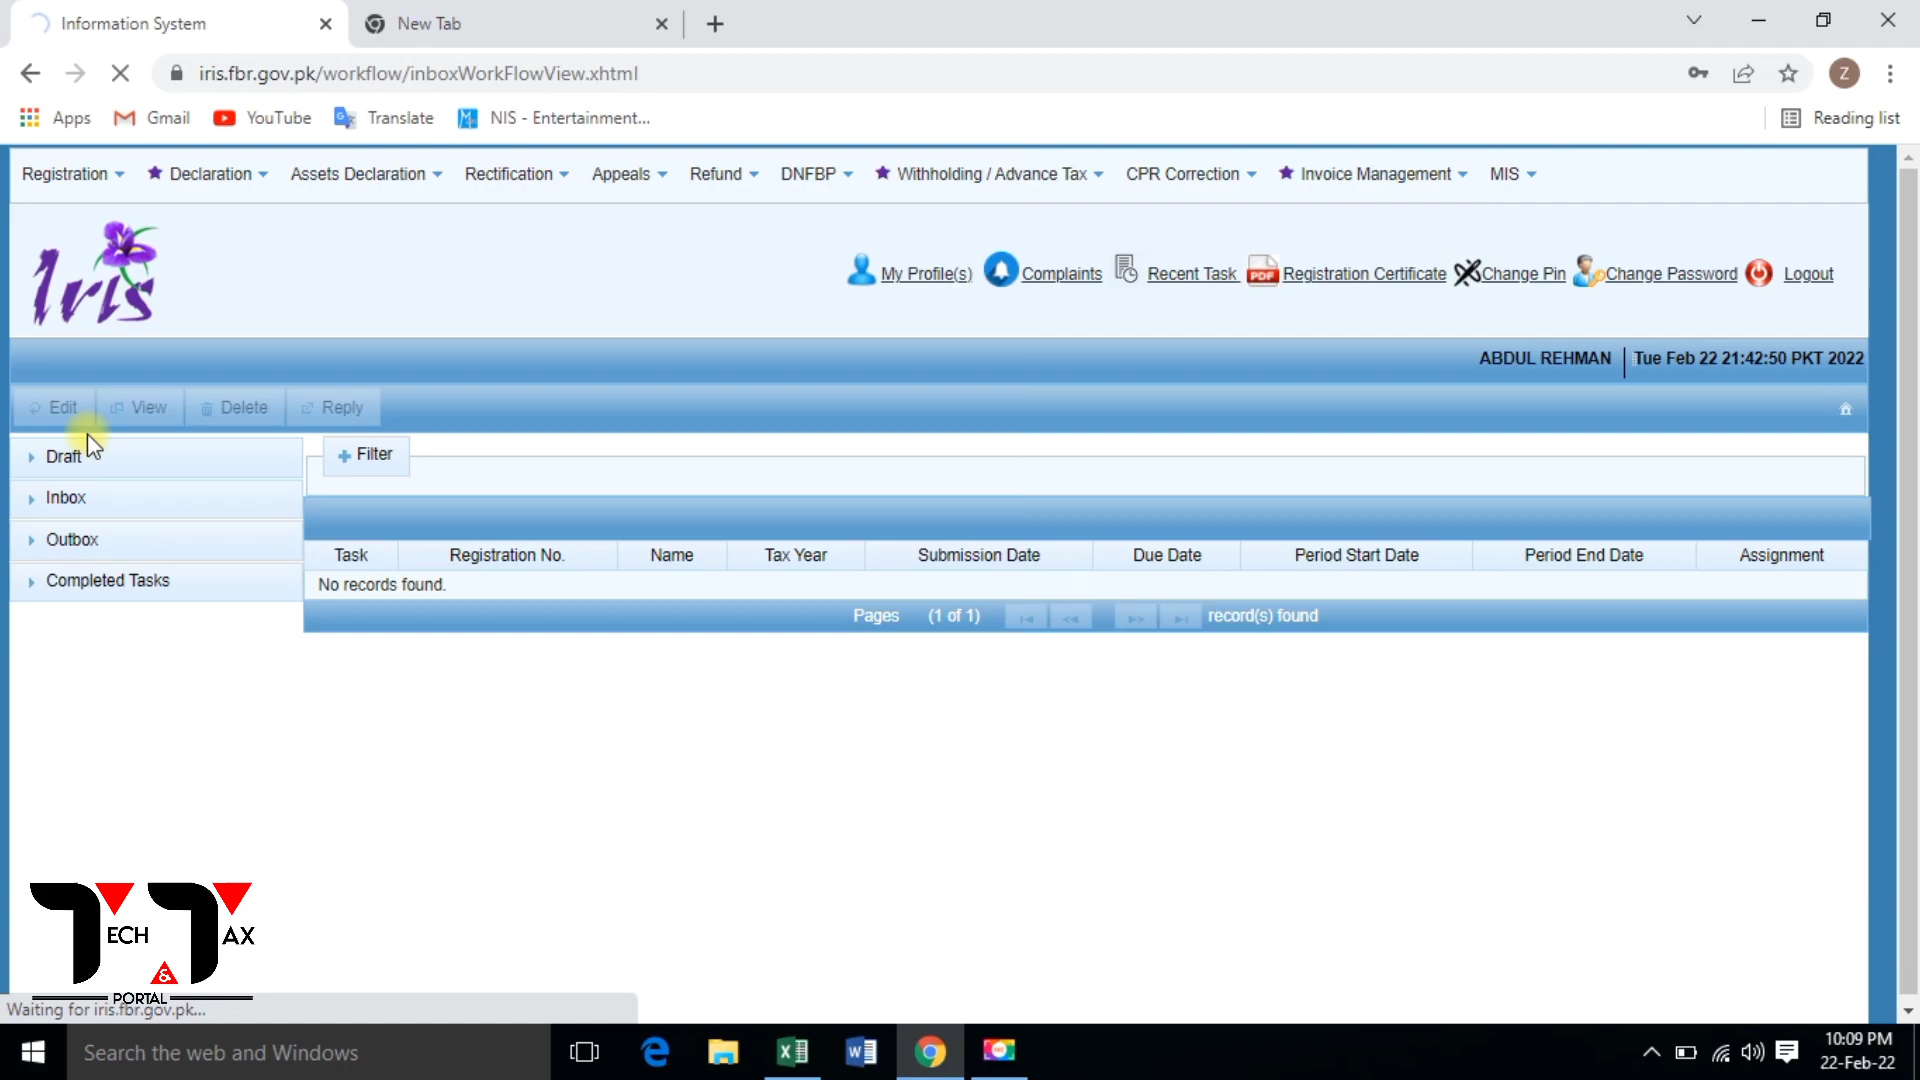 Information System
New Tab
iris.fbr.gov.pk/workflow/inboxWorkFlowView.xhtml
Z
Apps Gmail YouTube Translate NIS - Entertainment... Reading list
Registration Declaration Assets Declaration Rectification Appeals Refund DNFBP Withholding / Advance Tax CPR Correction Invoice Management MIS
Iris
My Profile(s) Complaints Recent Task PDF Registration Certificate Change Pin Change Password Logout
ABDUL REHMAN Tue Feb 22 21:42:50 PKT 2022
Edit View Delete Reply
Draft
Inbox
Outbox
Completed Tasks
Filter
Task Registration No. Name Tax Year Submission Date Due Date Period Start Date Period End Date Assignment
No records found.
Pages (1 of 1) record(s) found
TECH & TAX
PORTAL
Waiting for iris.fbr.gov.pk...
Search the web and Windows
10:09 PM
22-Feb-22